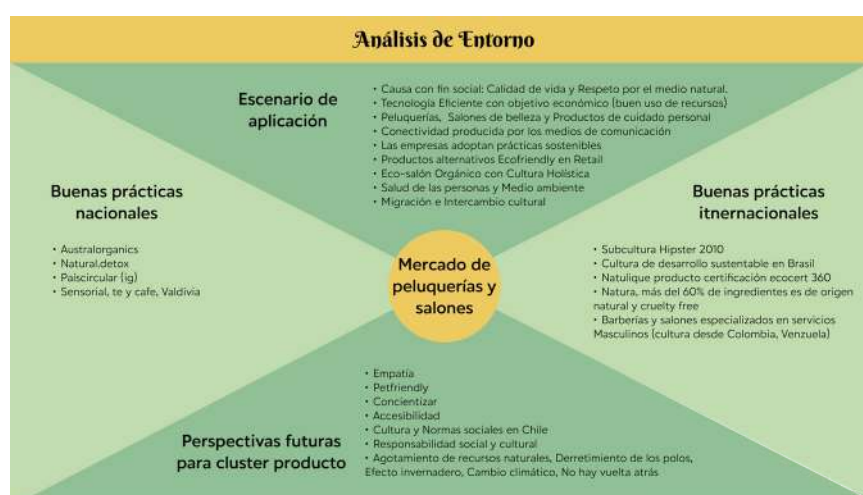 Análisis de Entorno
Escenario de
aplicación
• Causa con fin social: Calidad de vida y Respeto por el medio natural.
• Tecnología Eficiente con objetivo económico (buen uso de recursos)
• Peluquerías, Salones de belleza y Productos de cuidado personal
• Conectividad producida por los medios de comunicación
• Las empresas adoptan prácticas sostenibles
• Productos alternativos Ecofriendly en Retail
• Eco-salón Orgánico con Cultura Holística
• Salud de las personas y Medio ambiente
• Migración e Intercambio cultural
Buenas prácticas
nacionales
• Australorganics
• Natural.detox
• Paiscircular (ig)
• Sensorial, te y cafe, Valdivia
Mercado de
peluquerías y
salones
Buenas prácticas
itnernacionales
• Subcultura Hipster 2010
• Cultura de desarrollo sustentable en Brasil
• Natulique producto certificación ecocert 360
• Natura, más del 60% de ingredientes es de origen
natural y cruelty free
• Barberías y salones especializados en servicios
Masculinos (cultura desde Colombia, Venzuela)
Perspectivas futuras
para cluster producto
• Empatía
• Petfriendly
• Concientizar
• Accesibilidad
• Cultura y Normas sociales en Chile
• Responsabilidad social y cultural
• Agotamiento de recursos naturales, Derretimiento de los polos,
Efecto invernadero, Cambio climático, No hay vuelta atrás